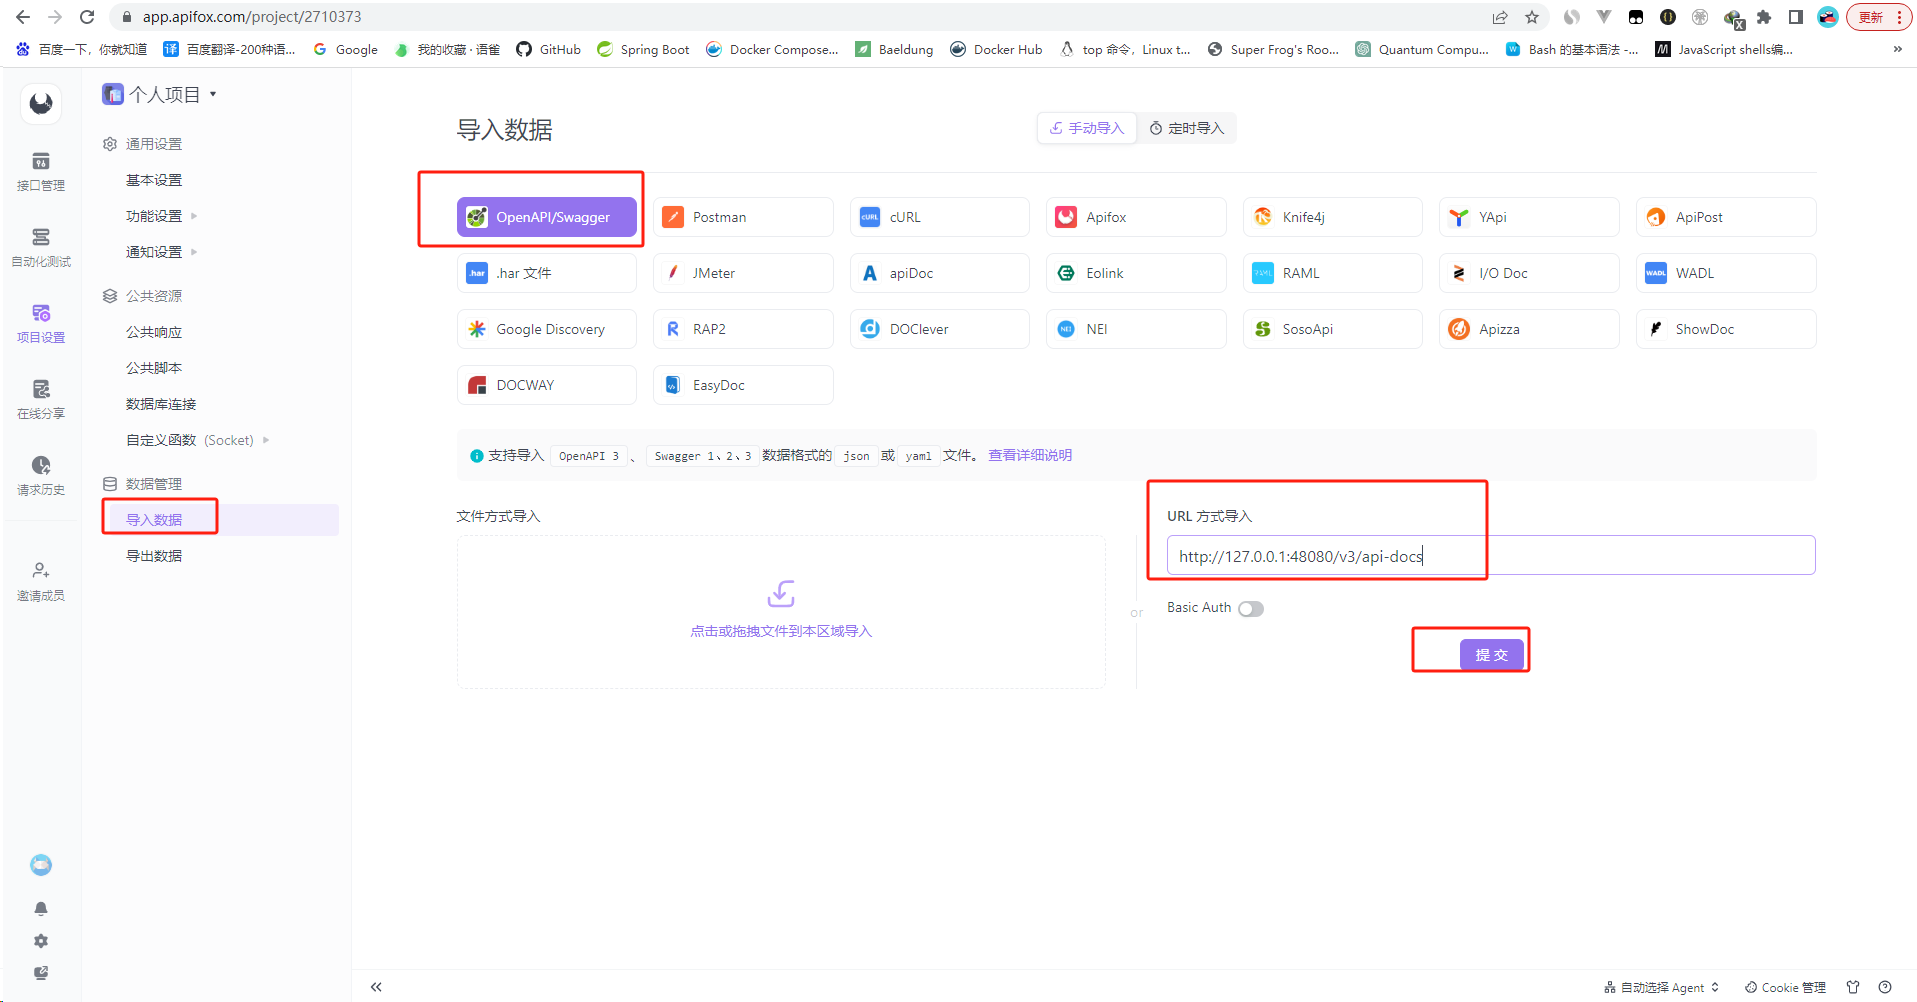 app.apifox.com/project/2710373
更新
百度一下，你就知道
百度翻译-200种语...
Google
我的收藏 · 语雀
GitHub
Spring Boot
Docker Compose...
Baeldung
Docker Hub
top 命令，Linux t...
Super Frog's Roo...
Quantum Compu...
Bash 的基本语法 -...
JavaScript shells编...
»
个人项目
接口管理
自动化测试
项目设置
在线分享
请求历史
邀请成员
通用设置
基本设置
功能设置
通知设置
公共资源
公共响应
公共脚本
数据库连接
自定义函数 (Socket)
数据管理
导入数据
导出数据
导入数据
手动导入
定时导入
OpenAPI/Swagger
Postman
cURL
cURL
Apifox
Knife4j
YApi
ApiPost
.har
.har 文件
JMeter
apiDoc
Eolink
RAML
RAML
I/O Doc
WADL
WADL
Google Discovery
RAP2
DOClever
NEI
NEI
SosoApi
Apizza
ShowDoc
DOCWAY
EasyDoc
支持导入 OpenAPI 3 、 Swagger 1、2、3 数据格式的 json 或 yaml 文件。 查看详细说明
文件方式导入
点击或拖拽文件到本区域导入
or
URL 方式导入
http://127.0.0.1:48080/v3/api-docs
Basic Auth
提 交
自动选择 Agent
Cookie 管理